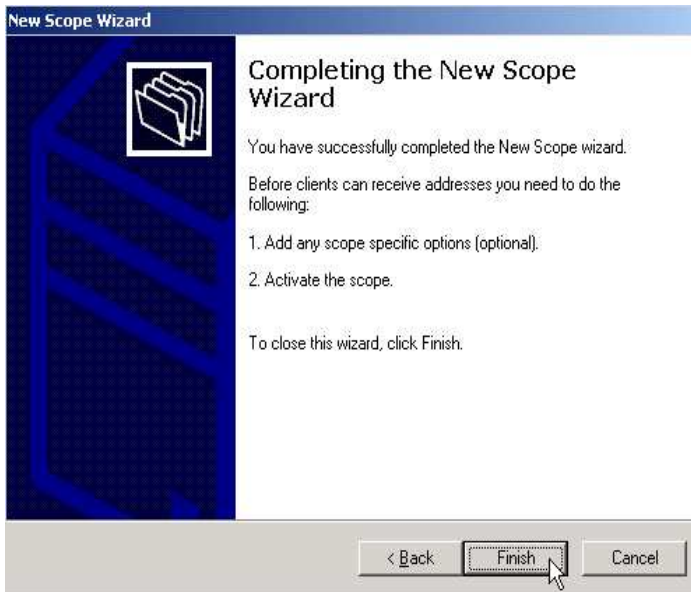 New Scope Wizard
Completing the New Scope
Wizard
You have successfully completed the New Scope wizard.
Before clients can receive addresses you need to do the
following:
1. Add any scope specific options (optional).
2. Activate the scope.
To close this wizard, click Finish.
< Back Finish Cancel